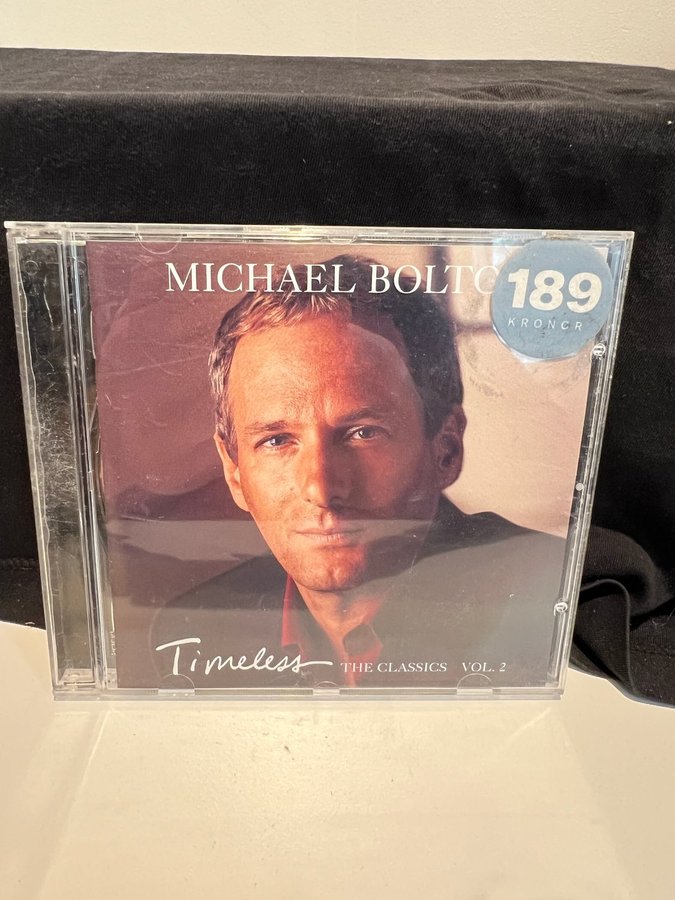 MICHAEL BOLTO
189
KRONOR
Timeless THE CLASSICS VOL. 2